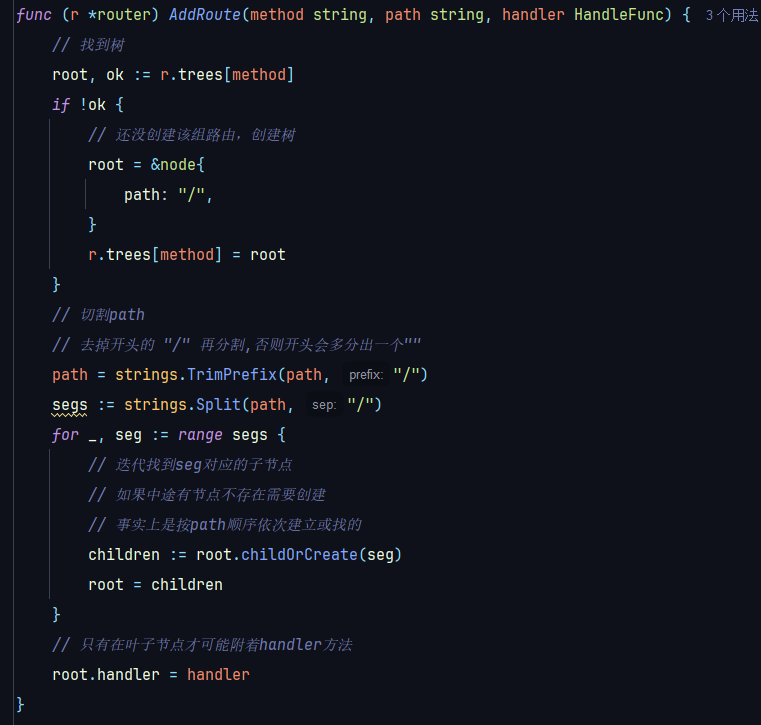 func (r *router) AddRoute(method string, path string, handler HandleFunc) { 3 个用法
    // 找到树
    root, ok := r.trees[method]
    if !ok {
        // 还没创建该组路由，创建树
        root = &node{
            path: "/",
        }
        r.trees[method] = root
    }
    // 切割path
    // 去掉开头的 "/" 再分割,否则开头会多分出一个""
    path = strings.TrimPrefix(path, prefix: "/")
    segs := strings.Split(path, sep: "/")
    for _, seg := range segs {
        // 迭代找到seg对应的子节点
        // 如果中途有节点不存在需要创建
        // 事实上是按path顺序依次建立或找的
        children := root.childOrCreate(seg)
        root = children
    }
    // 只有在叶子节点才可能附着handler方法
    root.handler = handler
}